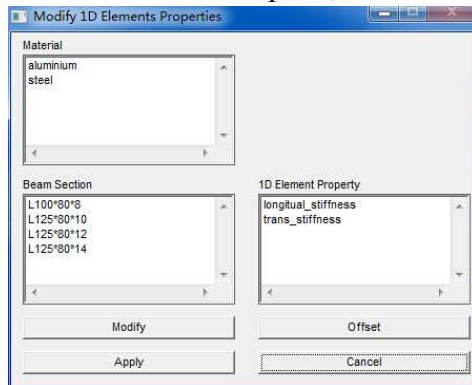 Modify 1D Elements Properties
Material
aluminium
steel
Beam Section
1D Element Property
L100*80*8
L125*80*10
L125*80*12
L125*80*14
longitual_stiffness
trans_stiffness
Modify
Offset
Apply
Cancel